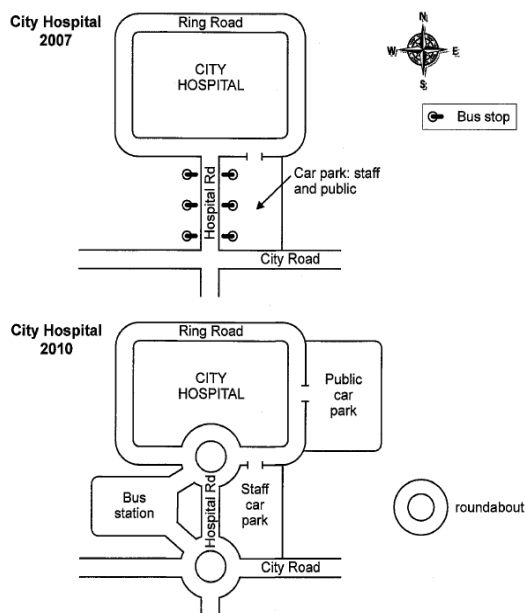 City Hospital
2007
Ring Road
CITY
HOSPITAL
N
W
E
S
Bus stop
Hospital Rd
Car park: staff
and public
City Road
City Hospital
2010
Ring Road
CITY
HOSPITAL
Public
car
park
Bus
station
Hospital Rd
Staff
car
park
roundabout
City Road